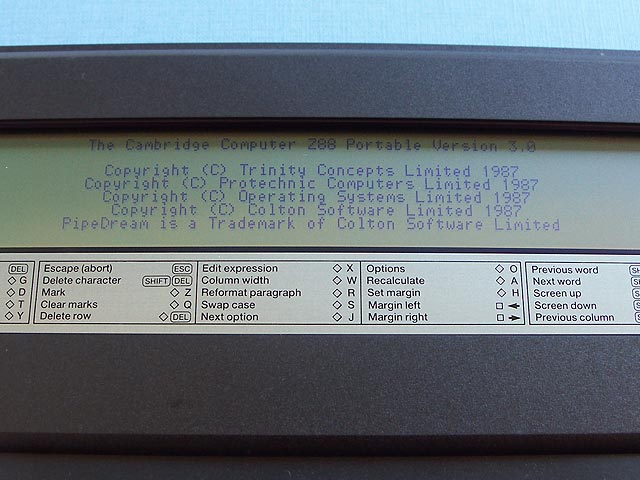 The Cambridge Computer Z88 Portable Version 3.0
Copyright (C) Trinity Concepts Limited 1987
Copyright (C) Protechnic Computers Limited 1987
Copyright (C) Operating Systems Limited 1987
Copyright (C) Colton Software Limited 1987
PipeDream is a Trademark of Colton Software Limited
DEL
◇ G
◇ D
◇ T
◇ Y
Escape (abort) ESC
Delete character SHIFT DEL
Mark ◇ Z
Clear marks ◇ Q
Delete row ◇ DEL
Edit expression ◇ X
Column width ◇ W
Reformat paragraph ◇ R
Swap case ◇ S
Next option ◇ J
Options ◇ O
Recalculate ◇ A
Set margin ◇ H
Margin left □ ←
Margin right □ →
Previous word
Next word
Screen up
Screen down
Previous column